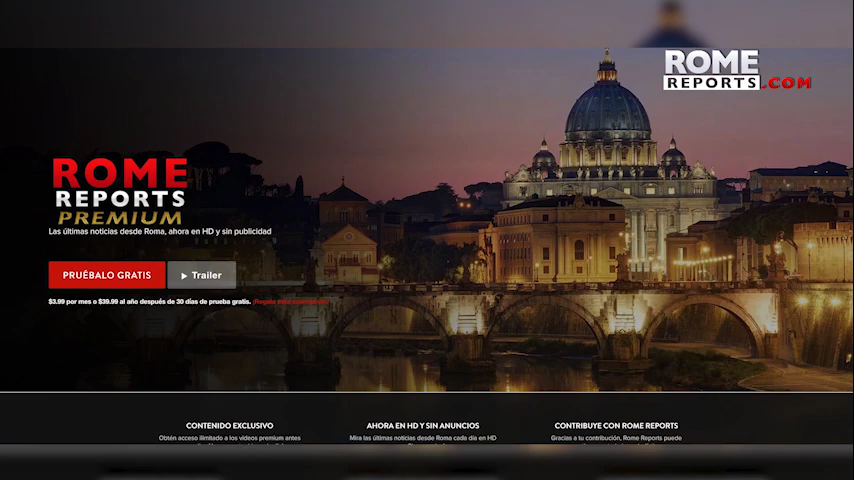 ROME
REPORTS.COM
ROME
REPORTS
PREMIUM
Las últimas noticias desde Roma, ahora en HD y sin publicidad
PRUÉBALO GRATIS
Trailer
$3.99 por mes o $39.99 al año después de 30 días de prueba gratis. ¡Regala esta suscripción!
CONTENIDO EXCLUSIVO
AHORA EN HD Y SIN ANUNCIOS
CONTRIBUYE CON ROME REPORTS
Obtén acceso ilimitado a los videos premium antes
Mira las últimas noticias desde Roma cada día en HD
Gracias a tu contribución, Rome Reports puede